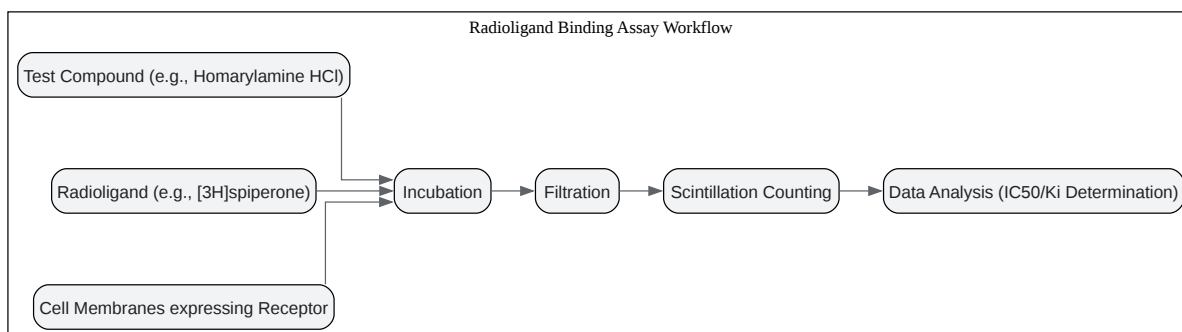 Radioligand Binding Assay Workflow
Test Compound (e.g., Homarylamine HCl)
Radioligand (e.g., [3H]spiperone)
Incubation
Filtration
Scintillation Counting
Data Analysis (IC50/Ki Determination)
Cell Membranes expressing Receptor